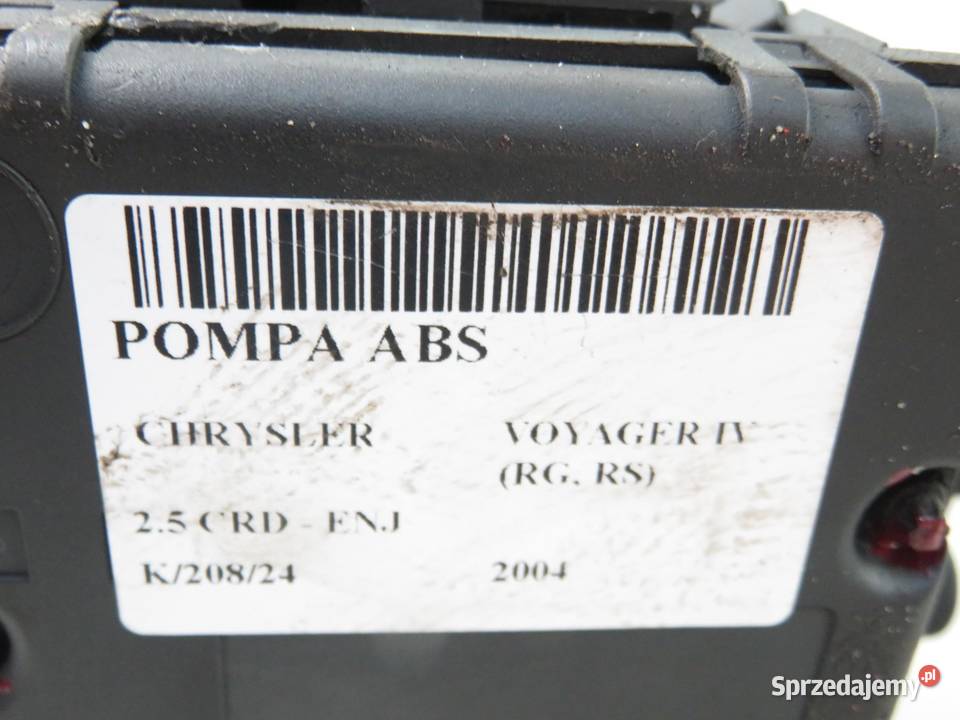 POMPA ABS
CHRYSLER VOYAGER IV
(RG, RS)
2.5 CRD - ENJ
K/208/24 2004
Sprzedajemy.pl